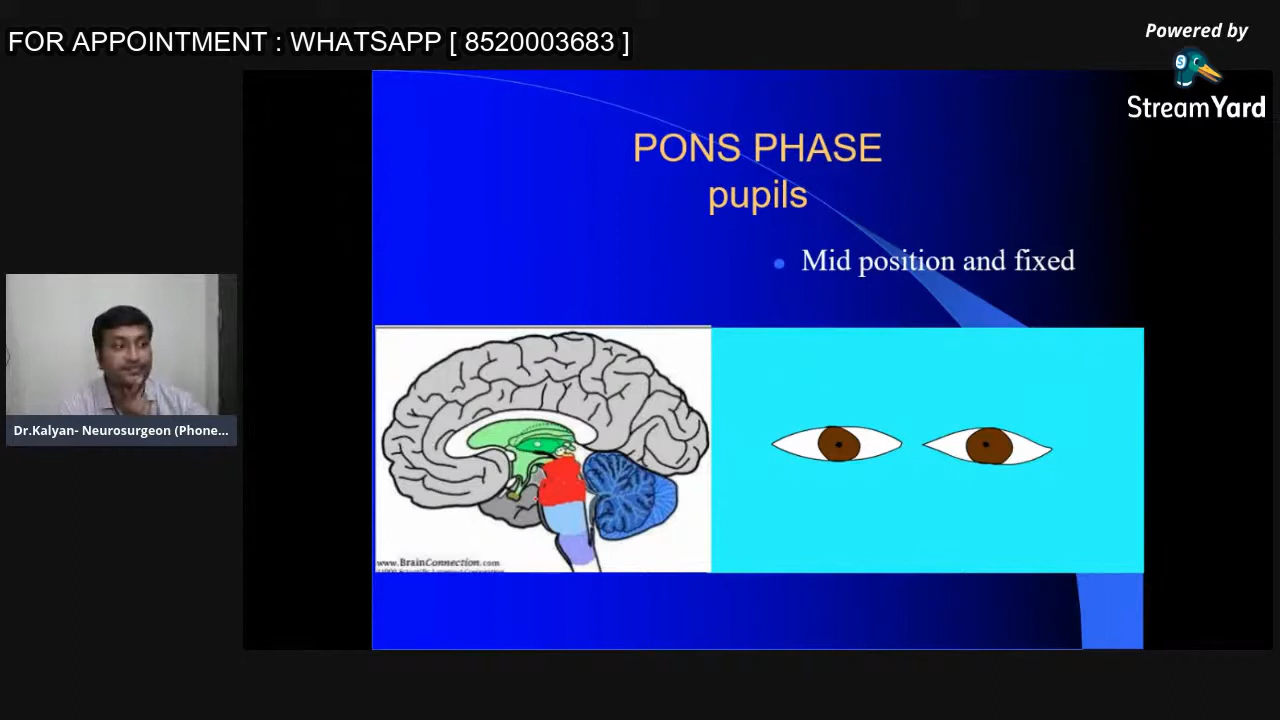 FOR APPOINTMENT : WHATSAPP [ 8520003683 ]
Powered by
StreamYard
PONS PHASE
pupils
Mid position and fixed
Dr.Kalyan- Neurosurgeon (Phone...
www.BrainConnection.com